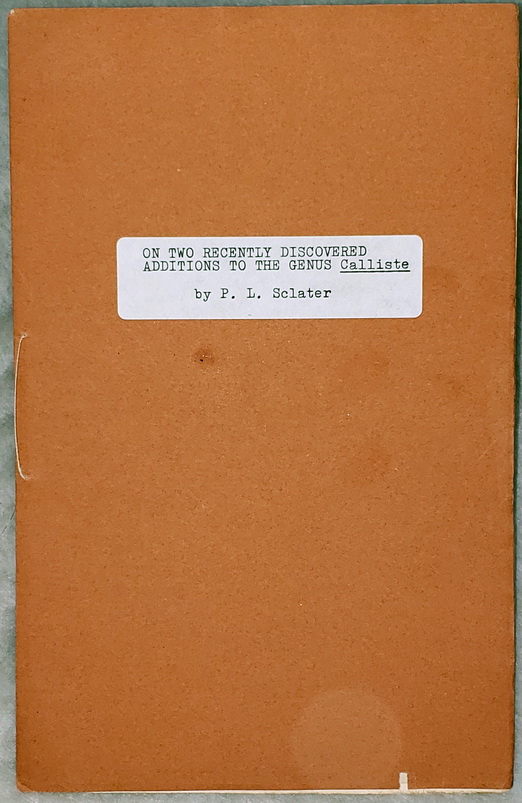 ON TWO RECENTLY DISCOVERED
ADDITIONS TO THE GENUS Calliste
by P. L. Sclater